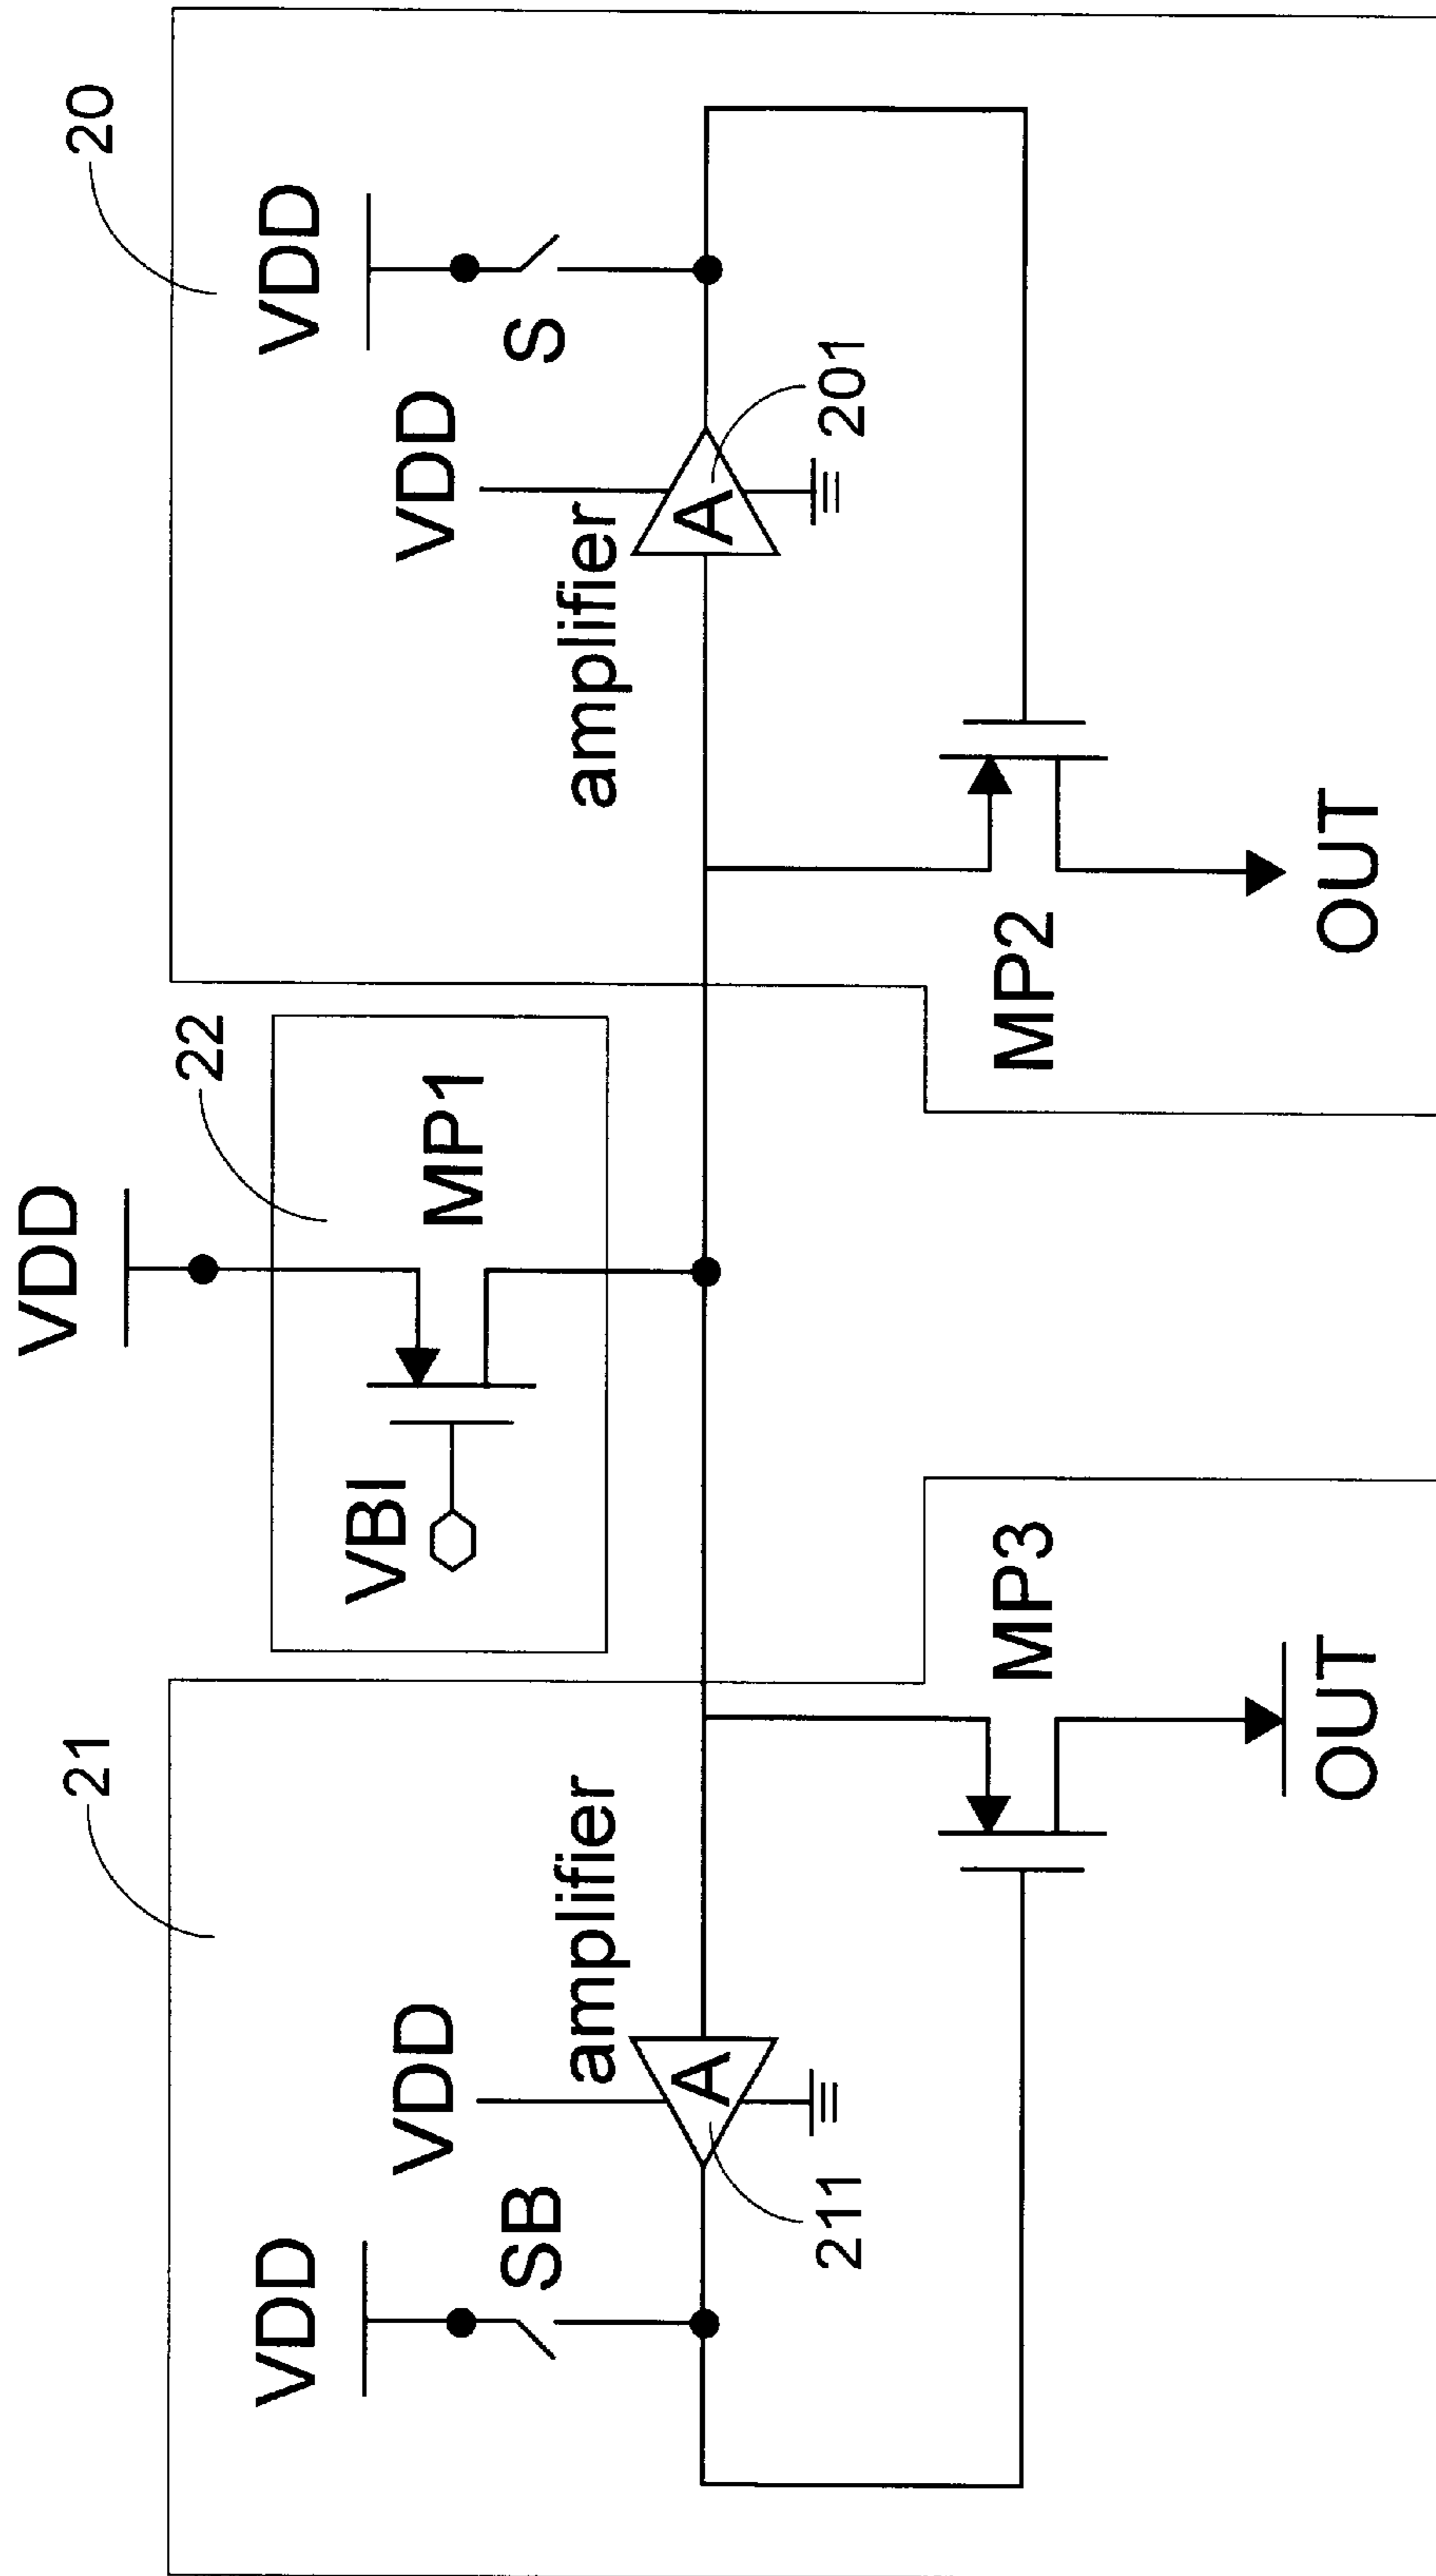 VDD
21
22
20
VDD
VDD
VBI
VDD
MP1
VDD
SB
S
amplifier
amplifier
A
A
211
201
MP3
MP2
OUT
OUT